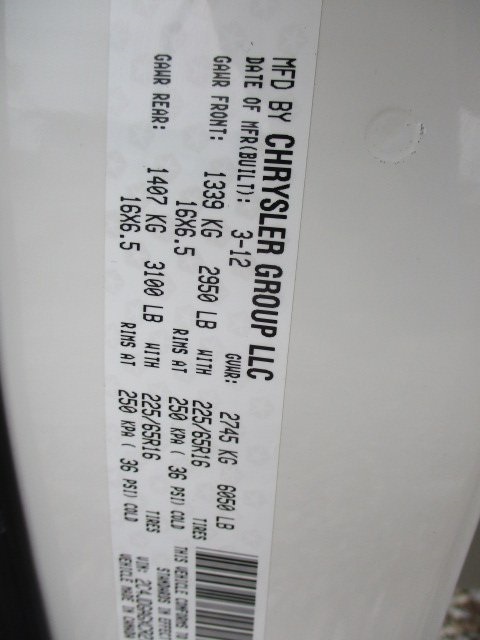 MFD BY CHRYSLER GROUP LLC
DATE OF MFR(BUILT): 3-12 GVWR: 2745 KG 6050 LB
GAWR FRONT: 1339 KG 2950 LB WITH 225/65R16 TIRES
16X6.5 RIMS AT 250 KPA ( 36 PSI) COLD
GAWR REAR: 1407 KG 3100 LB WITH 225/65R16 TIRES
16X6.5 RIMS AT 250 KPA ( 36 PSI) COLD
THIS VEHICLE CONFORMS TO
STANDARDS IN EFFECT
VIN:
VEHICLE MADE IN CANADA